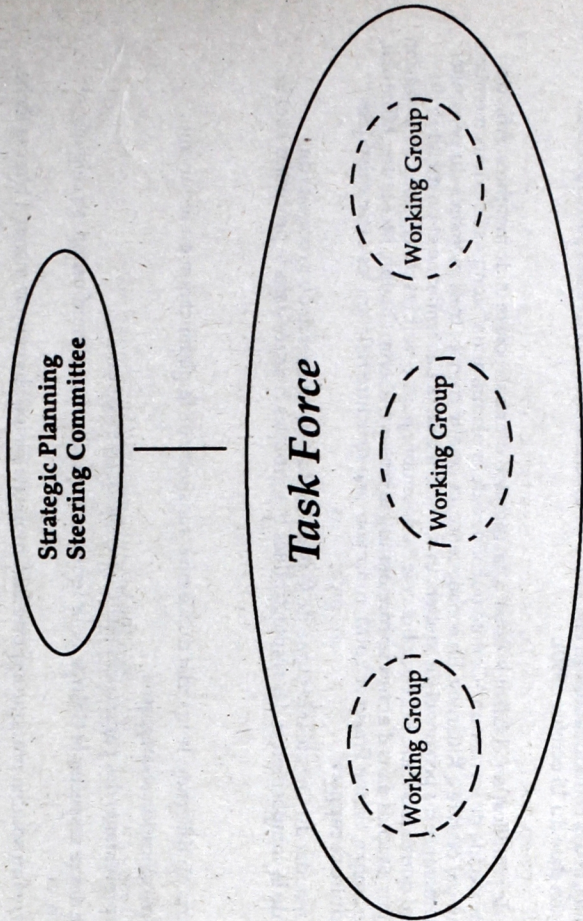 Strategic Planning
Steering Committee
Task Force
Working Group
Working Group
Working Group